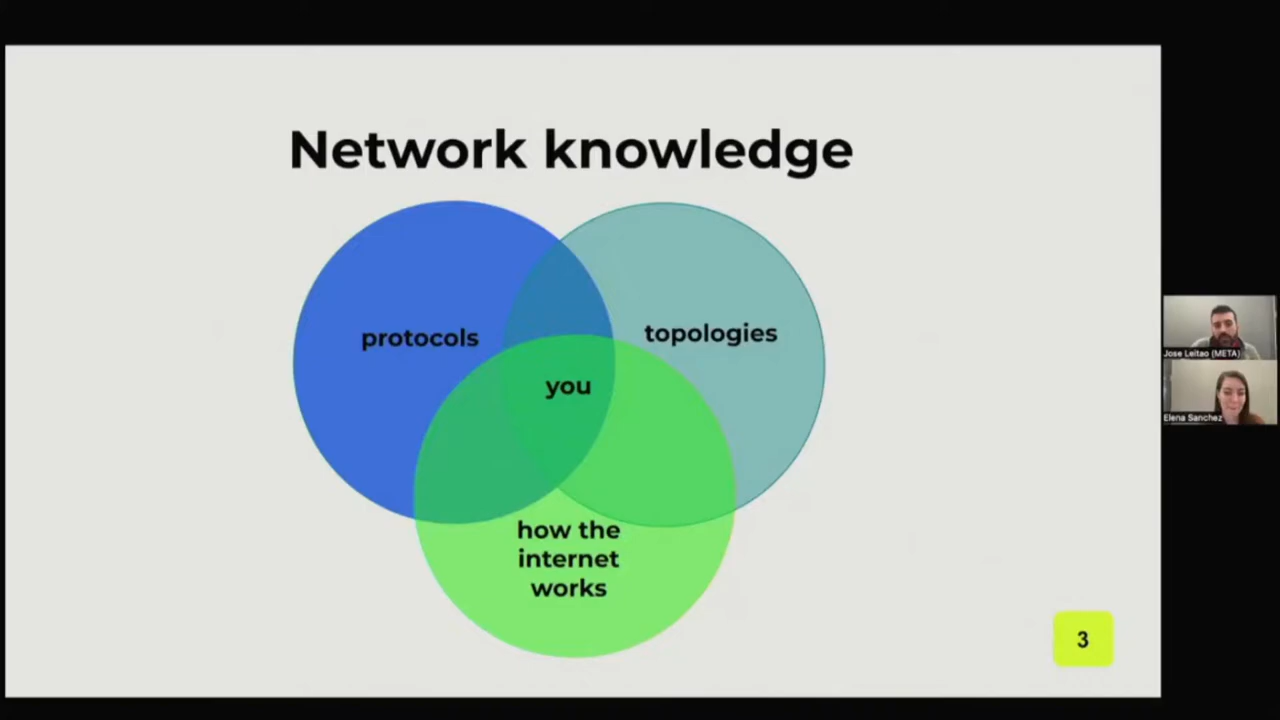 Network knowledge
protocols
topologies
you
how the
internet
works
3
Jose Leitao (META)
Elena Sanchez